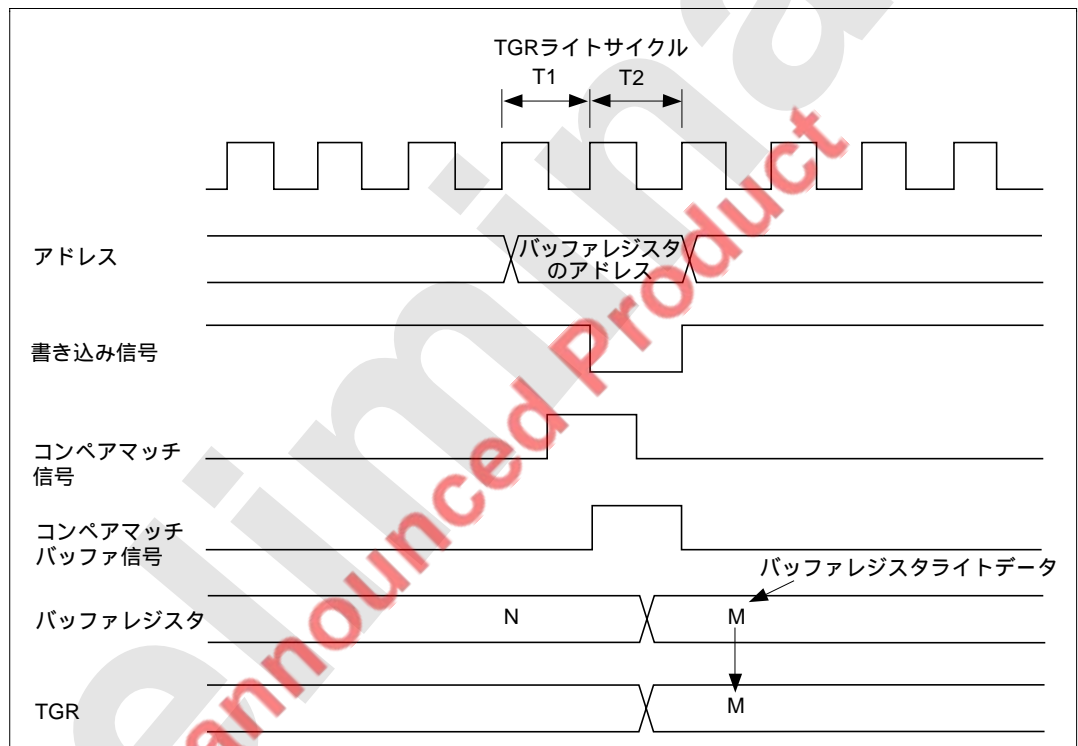 TGRライトサイクル
T1 T2
アドレス
バッファレジスタ
のアドレス
書き込み信号
コンペアマッチ
信号
コンペアマッチ
バッファ信号
バッファレジスタライトデータ
バッファレジスタ N M
TGR M
elimina
announced Product